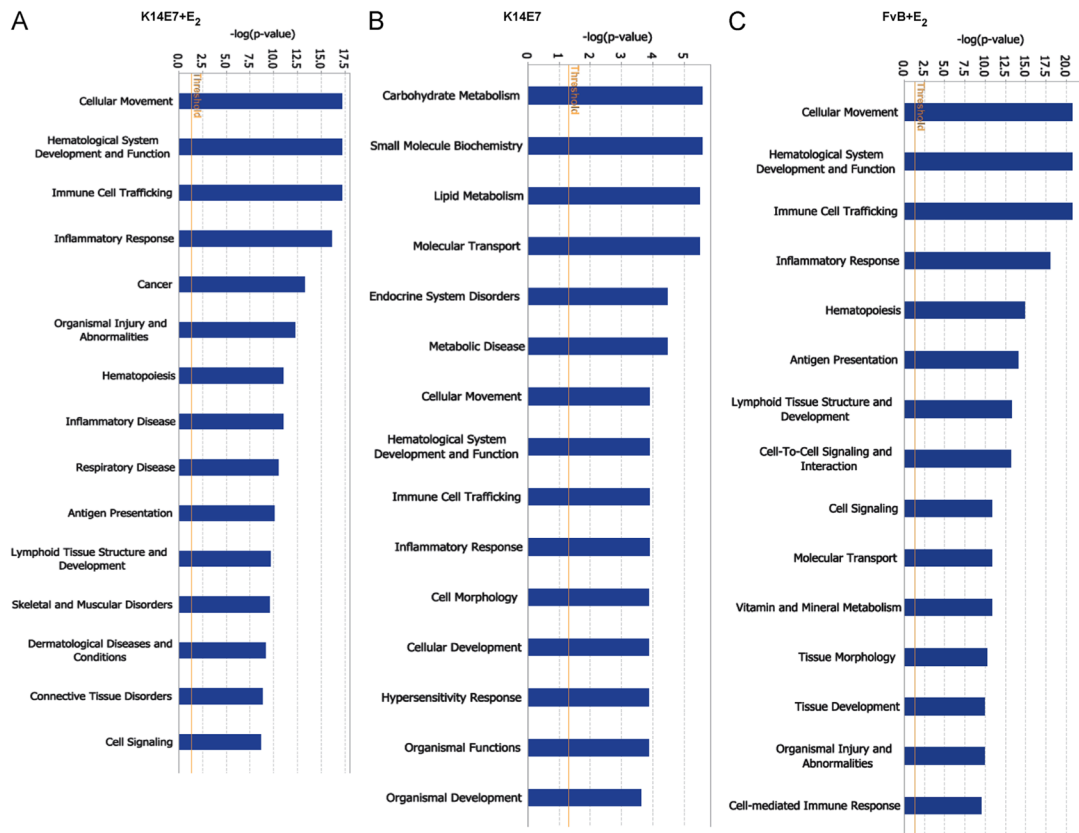 A
K14E7+E2
-log(p-value)
0.0
2.5
5.0
7.5
10.0
12.5
15.0
17.5
Threshold
Cellular Movement
Hematological System
Development and Function
Immune Cell Trafficking
Inflammatory Response
Cancer
Organismal Injury and
Abnormalities
Hematopoiesis
Inflammatory Disease
Respiratory Disease
Antigen Presentation
Lymphoid Tissue Structure and
Development
Skeletal and Muscular Disorders
Dermatological Diseases and
Conditions
Connective Tissue Disorders
Cell Signaling
B
K14E7
-log(p-value)
0
1
2
3
4
5
Threshold
Carbohydrate Metabolism
Small Molecule Biochemistry
Lipid Metabolism
Molecular Transport
Endocrine System Disorders
Metabolic Disease
Cellular Movement
Hematological System
Development and Function
Immune Cell Trafficking
Inflammatory Response
Cell Morphology
Cellular Development
Hypersensitivity Response
Organismal Functions
Organismal Development
C
FvB+E2
-log(p-value)
0.0
2.5
5.0
7.5
10.0
12.5
15.0
17.5
20.0
Threshold
Cellular Movement
Hematological System
Development and Function
Immune Cell Trafficking
Inflammatory Response
Hematopoiesis
Antigen Presentation
Lymphoid Tissue Structure and
Development
Cell-To-Cell Signaling and
Interaction
Cell Signaling
Molecular Transport
Vitamin and Mineral Metabolism
Tissue Morphology
Tissue Development
Organismal Injury and
Abnormalities
Cell-mediated Immune Response